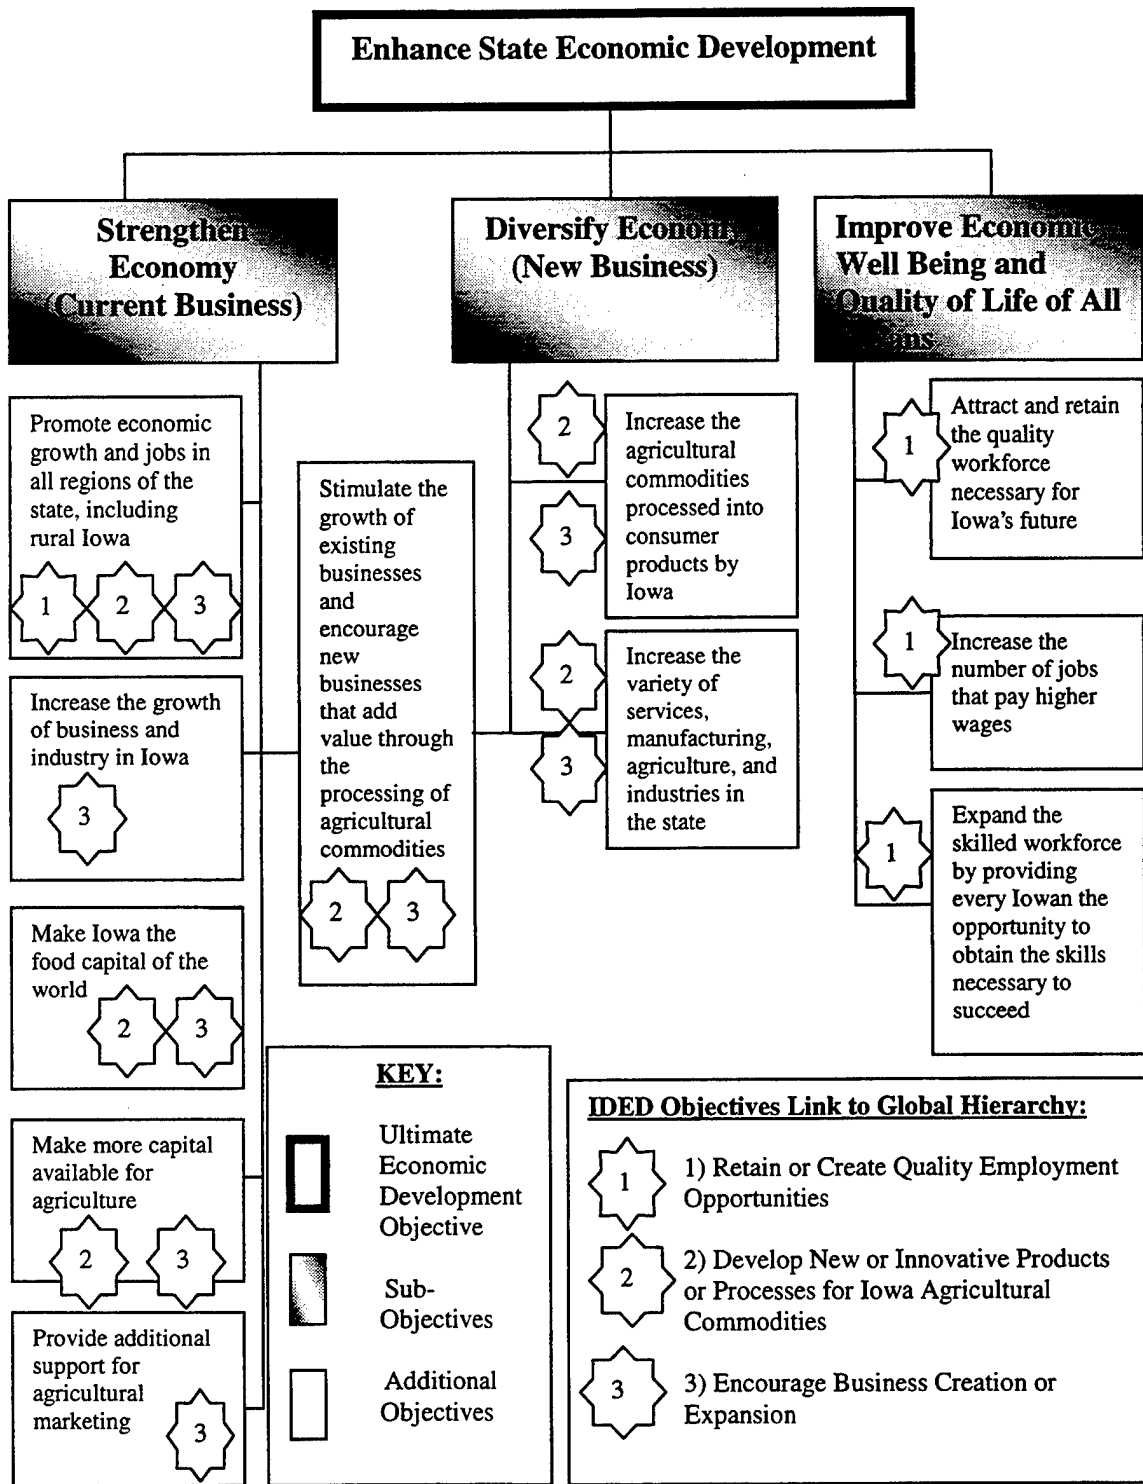 Enhance State Economic Development
Strengthen
Economy
(Current Business)
Diversify Economy
(New Business)
Improve Economic
Well Being and
Quality of Life of All
Promote economic
growth and jobs in
all regions of the
state, including
rural Iowa
1
2
3
Increase the growth
of business and
industry in Iowa
3
Make Iowa the
food capital of the
world
2
3
Make more capital
available for
agriculture
2
3
Provide additional
support for
agricultural
marketing
3
Stimulate the
growth of
existing
businesses
and
encourage
new
businesses
that add
value through
the
processing of
agricultural
commodities
2
3
2
3
Increase the
agricultural
commodities
processed into
consumer
products by
Iowa
2
3
Increase the
variety of
services,
manufacturing,
agriculture, and
industries in
the state
1
Attract and retain
the quality
workforce
necessary for
Iowa's future
1
Increase the
number of jobs
that pay higher
wages
1
Expand the
skilled workforce
by providing
every Iowan the
opportunity to
obtain the skills
necessary to
succeed
KEY:
Ultimate
Economic
Development
Objective
Sub-
Objectives
Additional
Objectives
IDED Objectives Link to Global Hierarchy:
1
1) Retain or Create Quality Employment
Opportunities
2
2) Develop New or Innovative Products
or Processes for Iowa Agricultural
Commodities
3
3) Encourage Business Creation or
Expansion